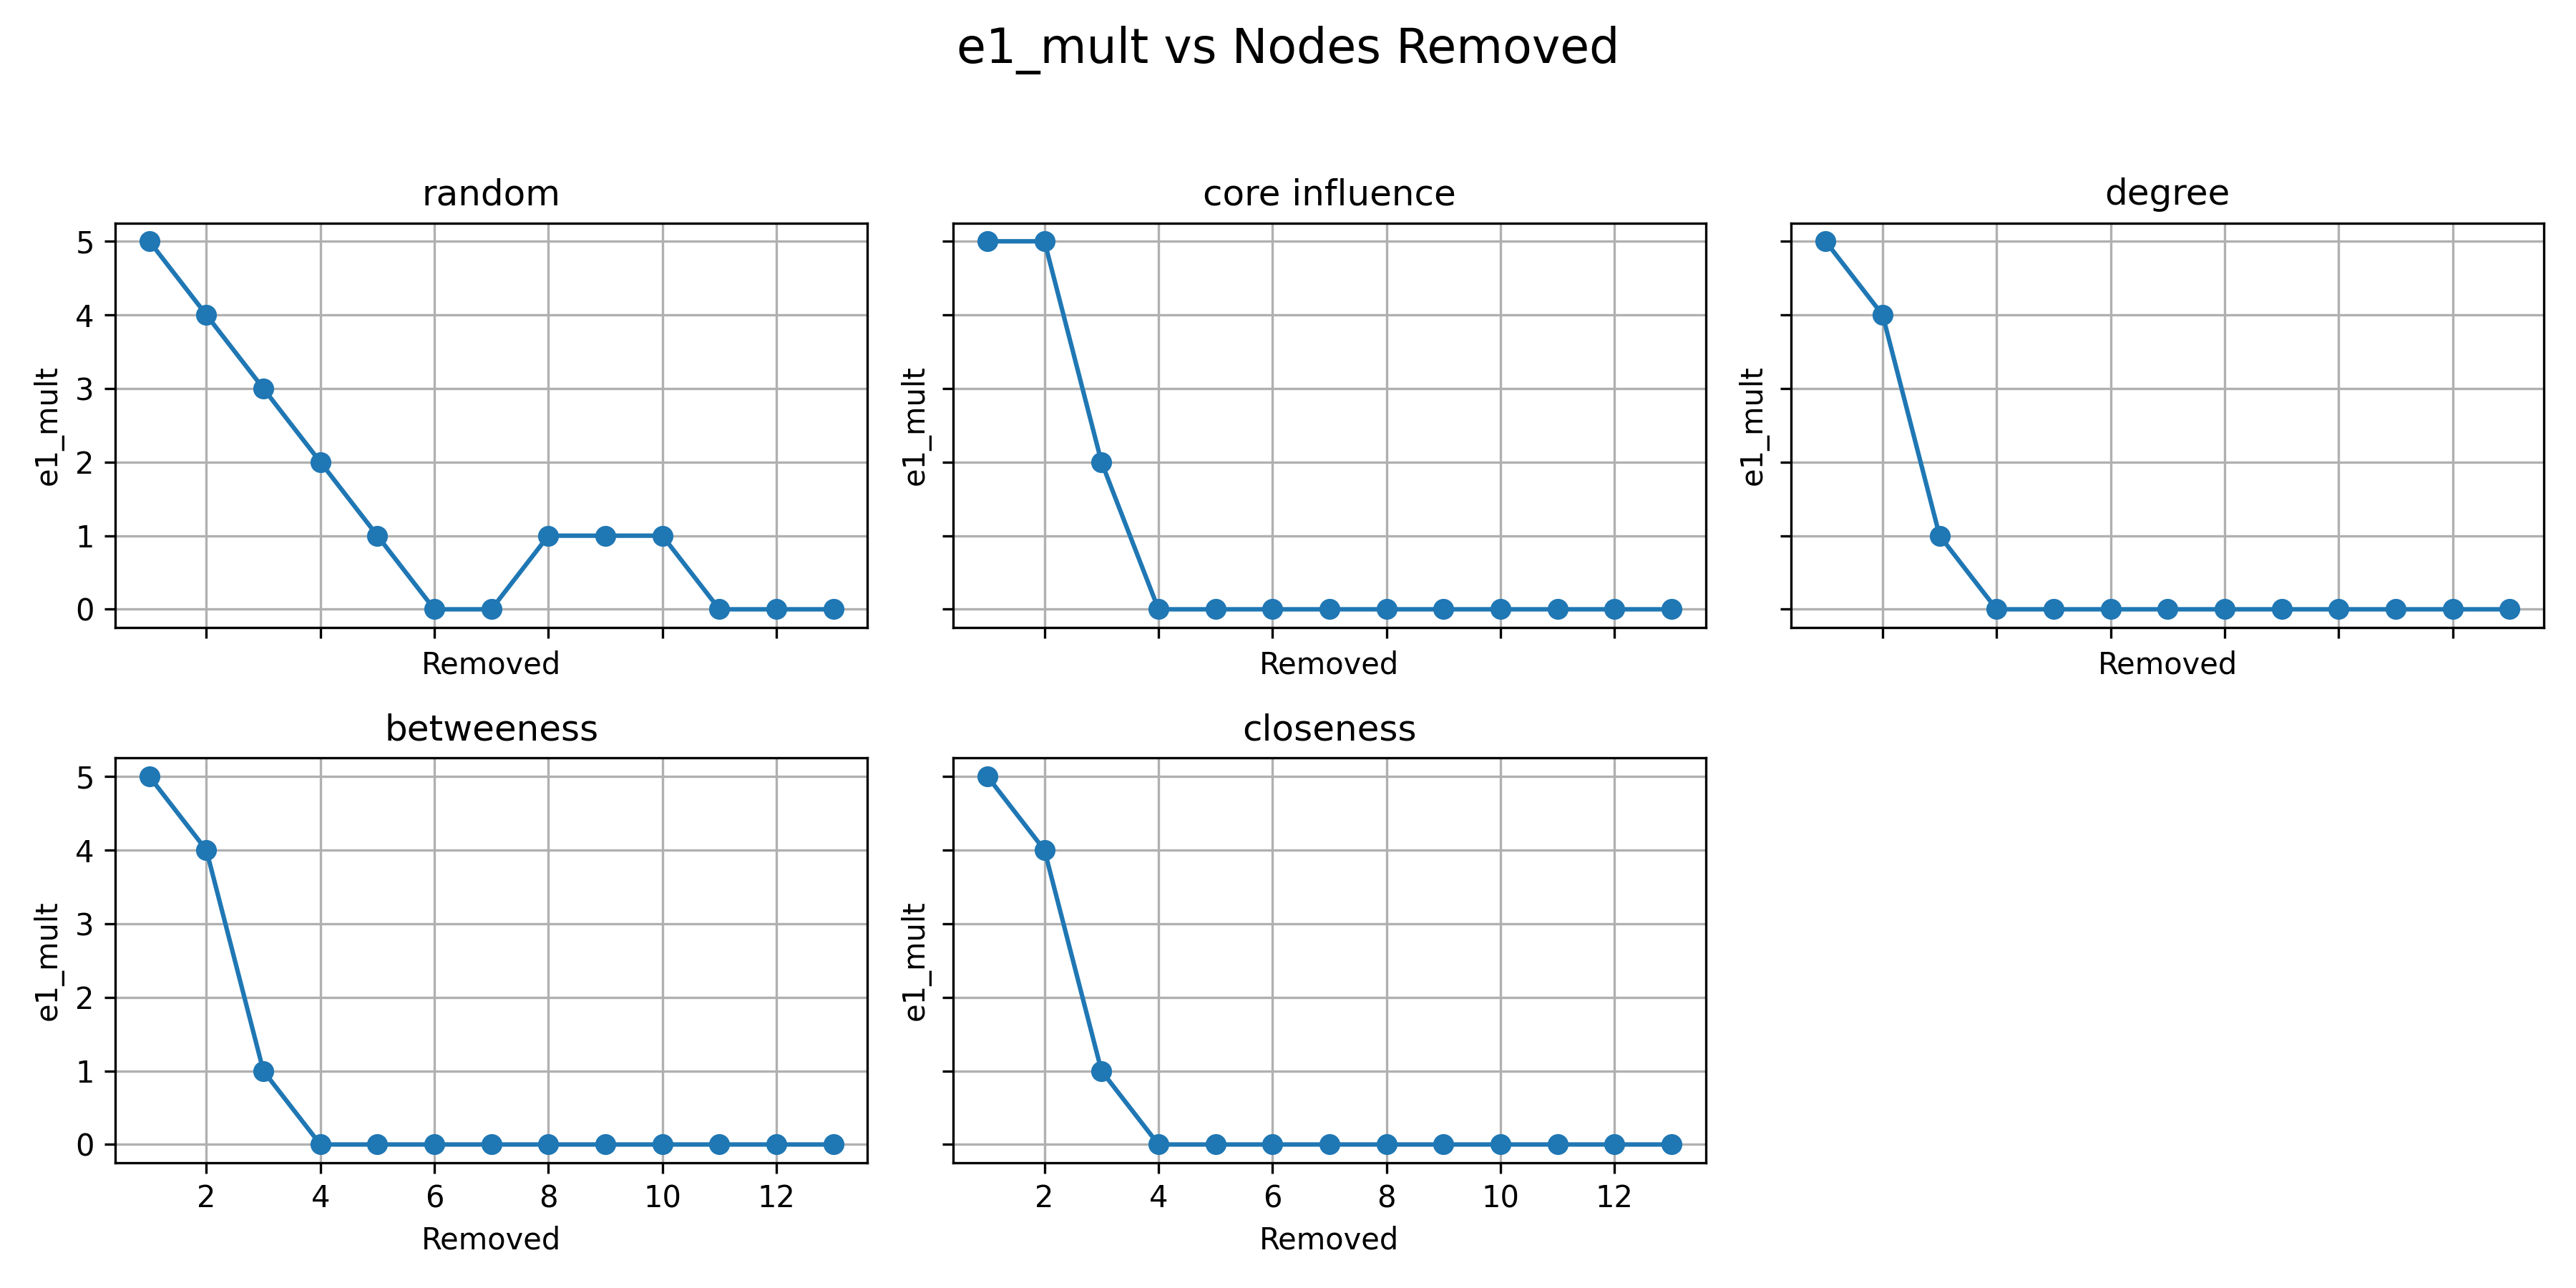 e1_mult vs Nodes Removed
random
5
4
3
2
1
0
e1_mult
Removed
core influence
e1_mult
Removed
degree
e1_mult
Removed
betweeness
5
4
3
2
1
0
e1_mult
2 4 6 8 10 12
Removed
closeness
e1_mult
2 4 6 8 10 12
Removed